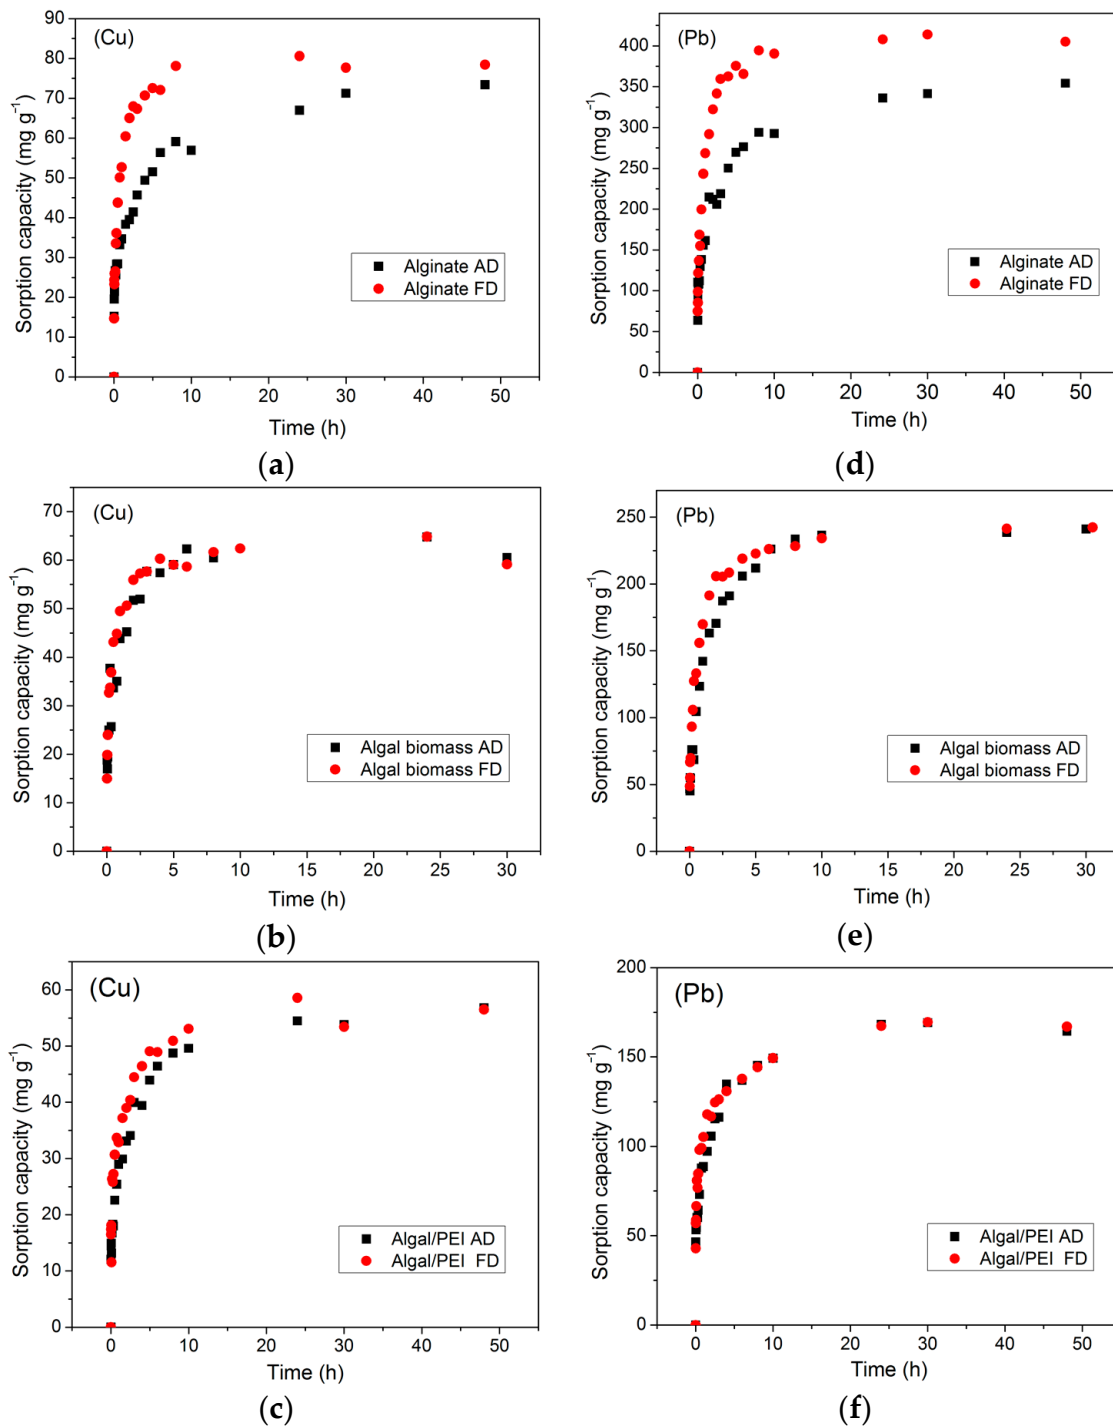 (Cu)
90
80
70
60
50
40
30
20
10
0
Sorption capacity (mg g⁻¹)
Alginate AD
Alginate FD
0 10 20 30 40 50
Time (h)
(a)
(Pb)
400
350
300
250
200
150
100
50
0
Sorption capacity (mg g⁻¹)
Alginate AD
Alginate FD
0 10 20 30 40 50
Time (h)
(d)
(Cu)
70
60
50
40
30
20
10
0
Sorption capacity (mg g⁻¹)
Algal biomass AD
Algal biomass FD
0 5 10 15 20 25 30
Time (h)
(b)
(Pb)
250
200
150
100
50
0
Sorption capacity (mg g⁻¹)
Algal biomass AD
Algal biomass FD
0 5 10 15 20 25 30
Time (h)
(e)
(Cu)
60
50
40
30
20
10
0
Sorption capacity (mg g⁻¹)
Algal/PEI AD
Algal/PEI FD
0 10 20 30 40 50
Time (h)
(c)
(Pb)
200
150
100
50
0
Sorption capacity (mg g⁻¹)
Algal/PEI AD
Algal/PEI FD
0 10 20 30 40 50
Time (h)
(f)